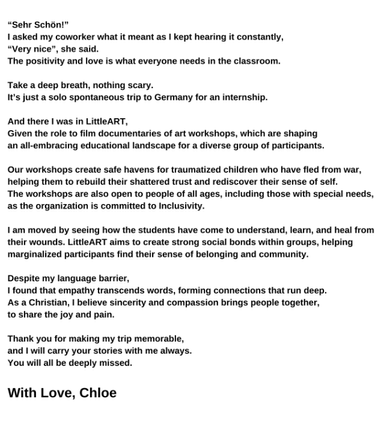 “Sehr Schön!”
I asked my coworker what it meant as I kept hearing it constantly,
“Very nice”, she said.
The positivity and love is what everyone needs in the classroom.
Take a deep breath, nothing scary.
It’s just a solo spontaneous trip to Germany for an internship.
And there I was in LittleART,
Given the role to film documentaries of art workshops, which are shaping
an all-embracing educational landscape for a diverse group of participants.
Our workshops create safe havens for traumatized children who have fled from war,
helping them to rebuild their shattered trust and rediscover their sense of self.
The workshops are also open to people of all ages, including those with special needs,
as the organization is committed to Inclusivity.
I am moved by seeing how the students have come to understand, learn, and heal from
their wounds. LittleART aims to create strong social bonds within groups, helping
marginalized participants find their sense of belonging and community.
Despite my language barrier,
I found that empathy transcends words, forming connections that run deep.
As a Christian, I believe sincerity and compassion brings people together,
to share the joy and pain.
Thank you for making my trip memorable,
and I will carry your stories with me always.
You will all be deeply missed.
With Love, Chloe